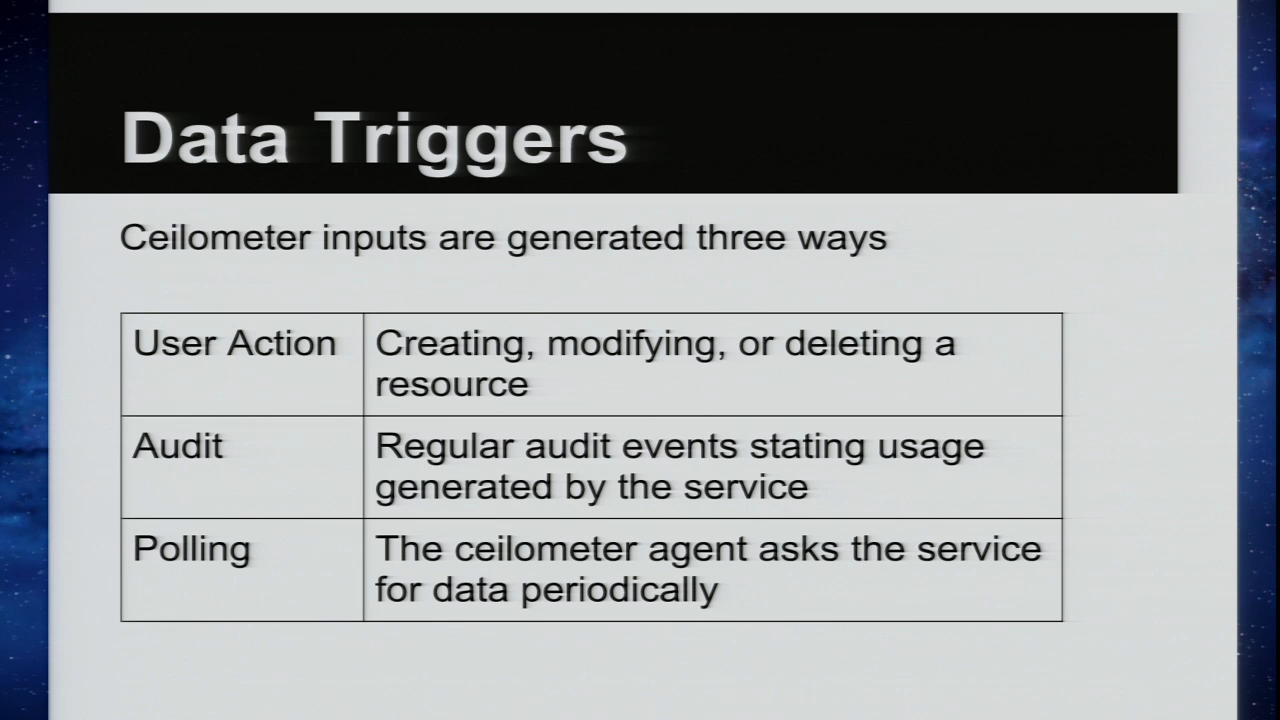 Data Triggers
Ceilometer inputs are generated three ways
User Action
Creating, modifying, or deleting a
resource
Audit
Regular audit events stating usage
generated by the service
Polling
The ceilometer agent asks the service
for data periodically